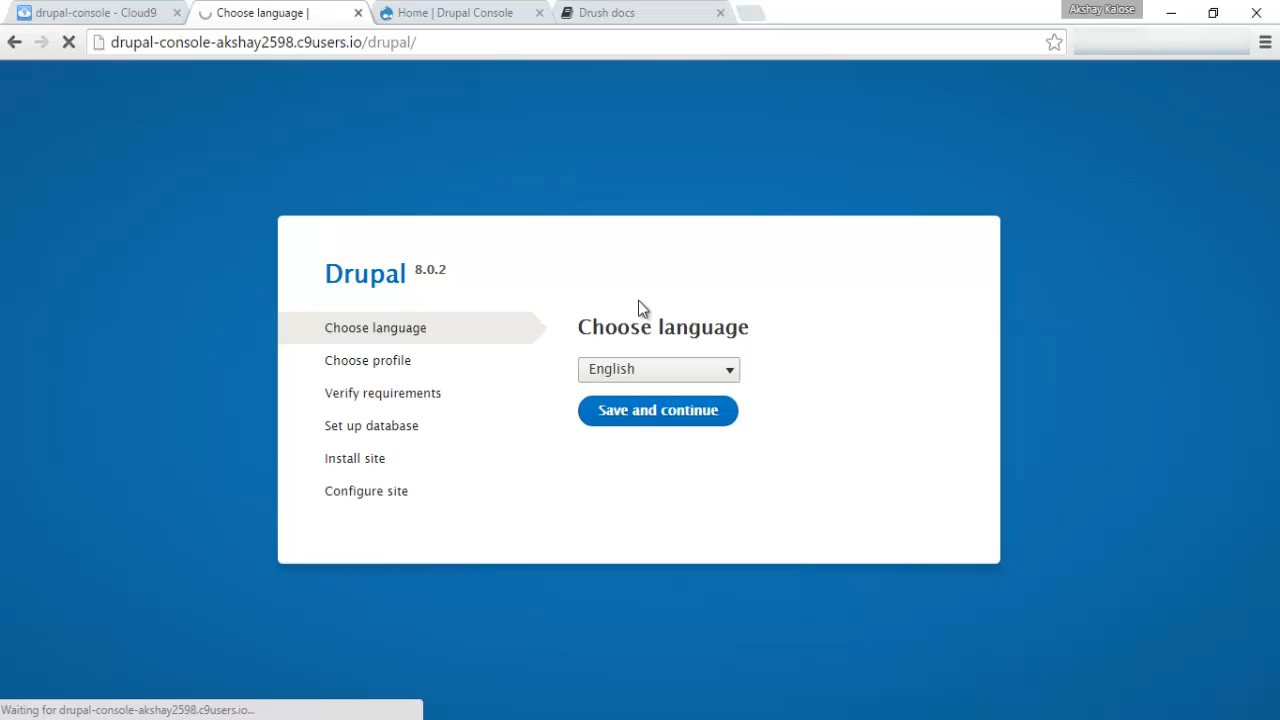 drupal-console - Cloud9
Choose language |
Home | Drupal Console
Drush docs
Akshay Kalose
drupal-console-akshay2598.c9users.io/drupal/
Drupal 8.0.2
Choose language
Choose profile
Verify requirements
Set up database
Install site
Configure site
Choose language
English
Save and continue
Waiting for drupal-console-akshay2598.c9users.io...